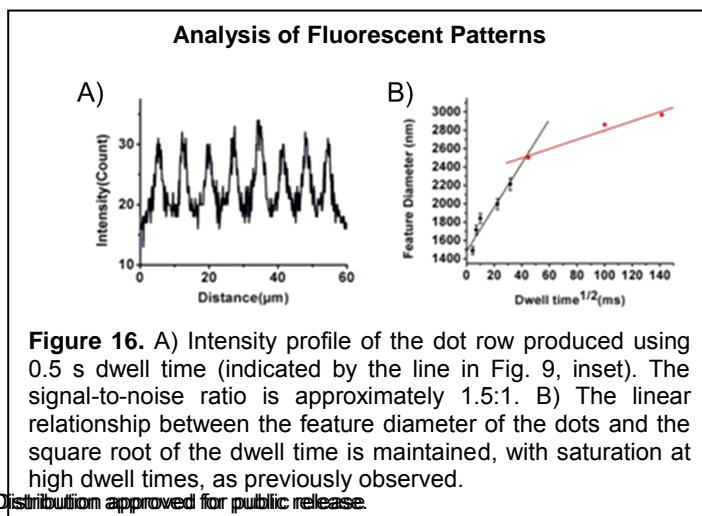 Analysis of Fluorescent Patterns
A)
B)
Intensity(Count)
30
20
10
0
20
40
60
Distance(µm)
Feature Diameter (nm)
3000
2800
2600
2400
2200
2000
1800
1600
1400
0 20 40 60 80 100 120 140
Dwell time1/2(ms)
Figure 16. A) Intensity profile of the dot row produced using
0.5 s dwell time (indicated by the line in Fig. 9, inset). The
signal-to-noise ratio is approximately 1.5:1. B) The linear
relationship between the feature diameter of the dots and the
square root of the dwell time is maintained, with saturation at
high dwell times, as previously observed.
Distribution approved for public release.